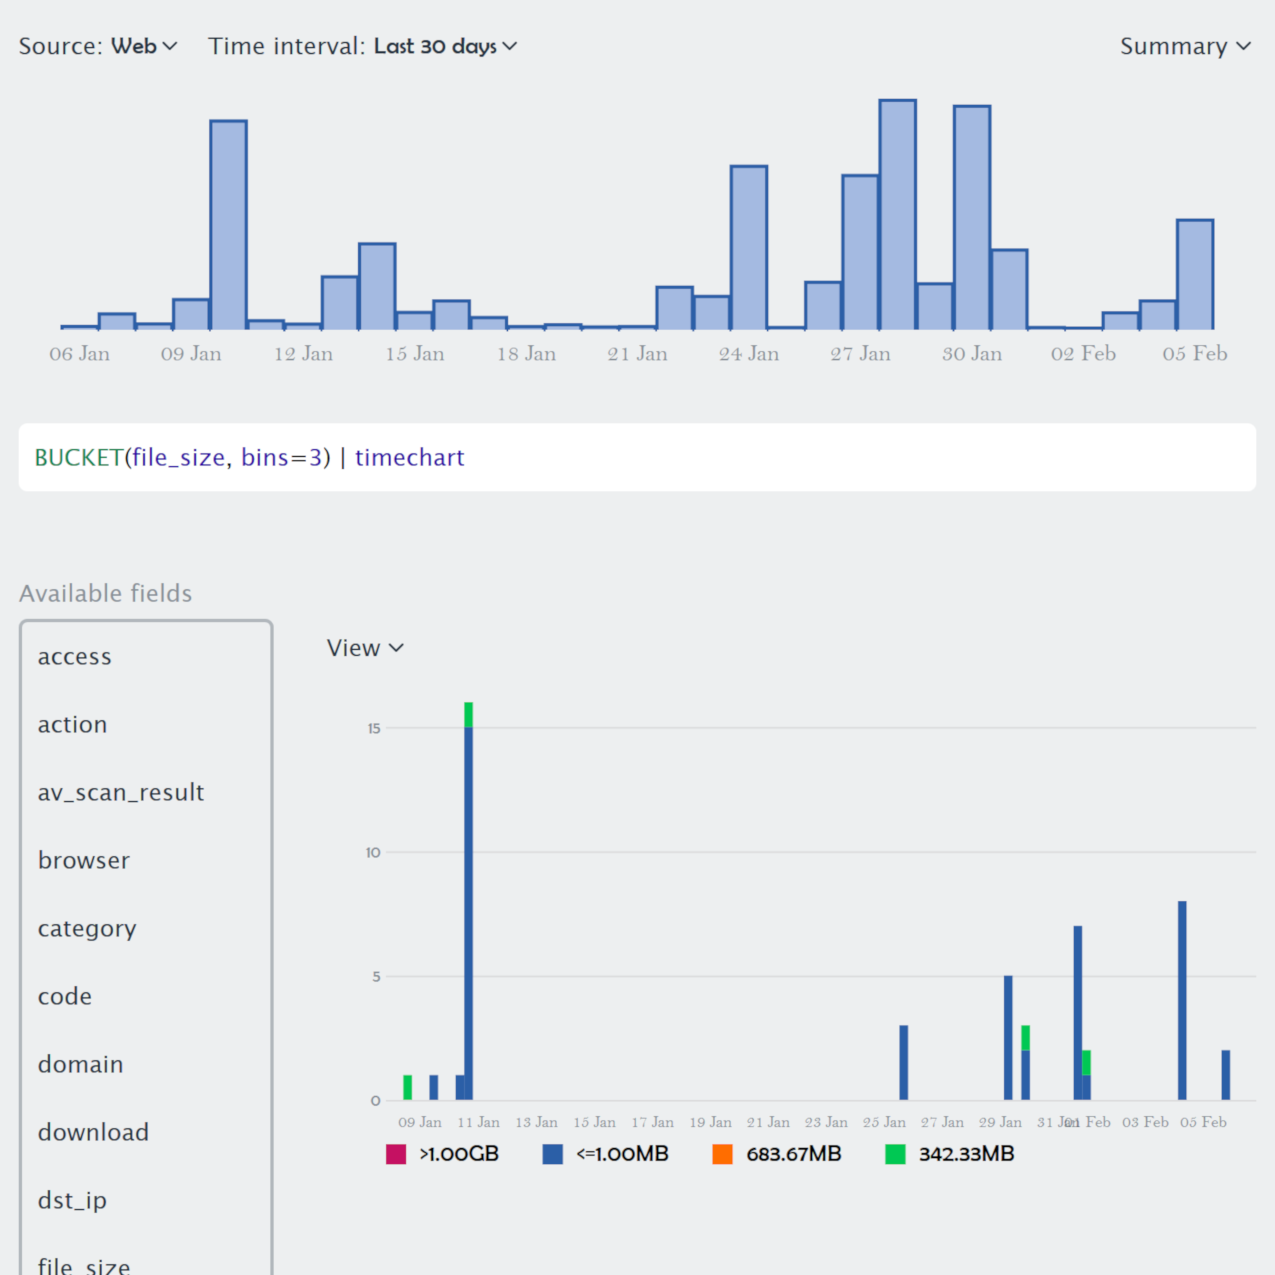 Source: Web Time interval: Last 30 days Summary
06 Jan 09 Jan 12 Jan 15 Jan 18 Jan 21 Jan 24 Jan 27 Jan 30 Jan 02 Feb 05 Feb
BUCKET(file_size, bins=3) | timechart
Available fields
access
action
av_scan_result
browser
category
code
domain
download
dst_ip
file_size
View
15
10
5
0
09 Jan 11 Jan 13 Jan 15 Jan 17 Jan 19 Jan 21 Jan 23 Jan 25 Jan 27 Jan 29 Jan 31 Jan 01 Feb 03 Feb 05 Feb
>1.00GB <=1.00MB 683.67MB 342.33MB